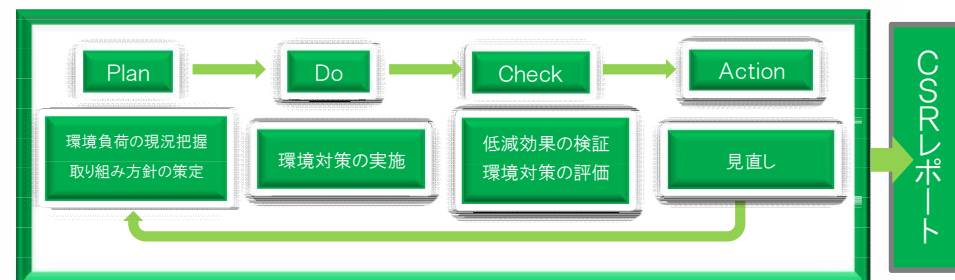 Plan
Do
Check
Action
環境負荷の現況把握
取り組み方針の策定
環境対策の実施
低減効果の検証
環境対策の評価
見直し
CSRレポート